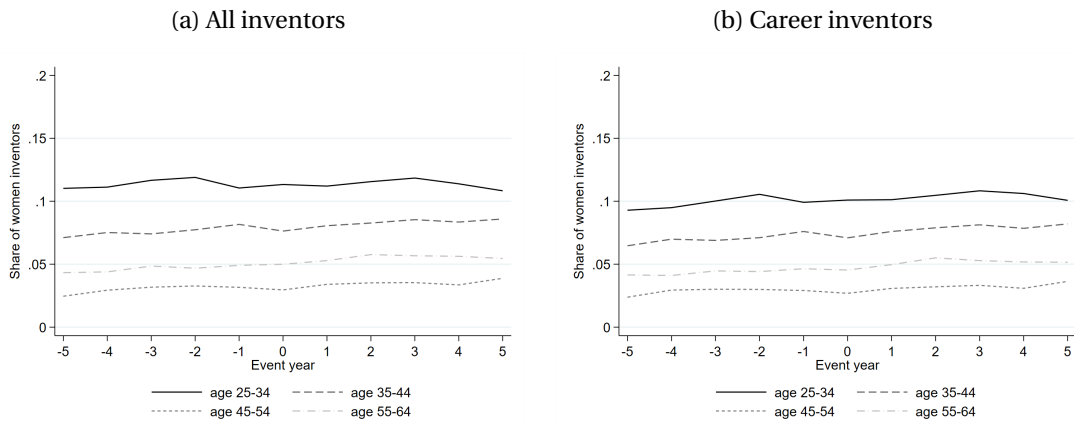 (a) All inventors
Share of women inventors
.2
.15
.1
.05
0
-5 -4 -3 -2 -1 0 1 2 3 4 5
Event year
age 25-34 age 35-44
age 45-54 age 55-64
(b) Career inventors
Share of women inventors
.2
.15
.1
.05
0
-5 -4 -3 -2 -1 0 1 2 3 4 5
Event year
age 25-34 age 35-44
age 45-54 age 55-64